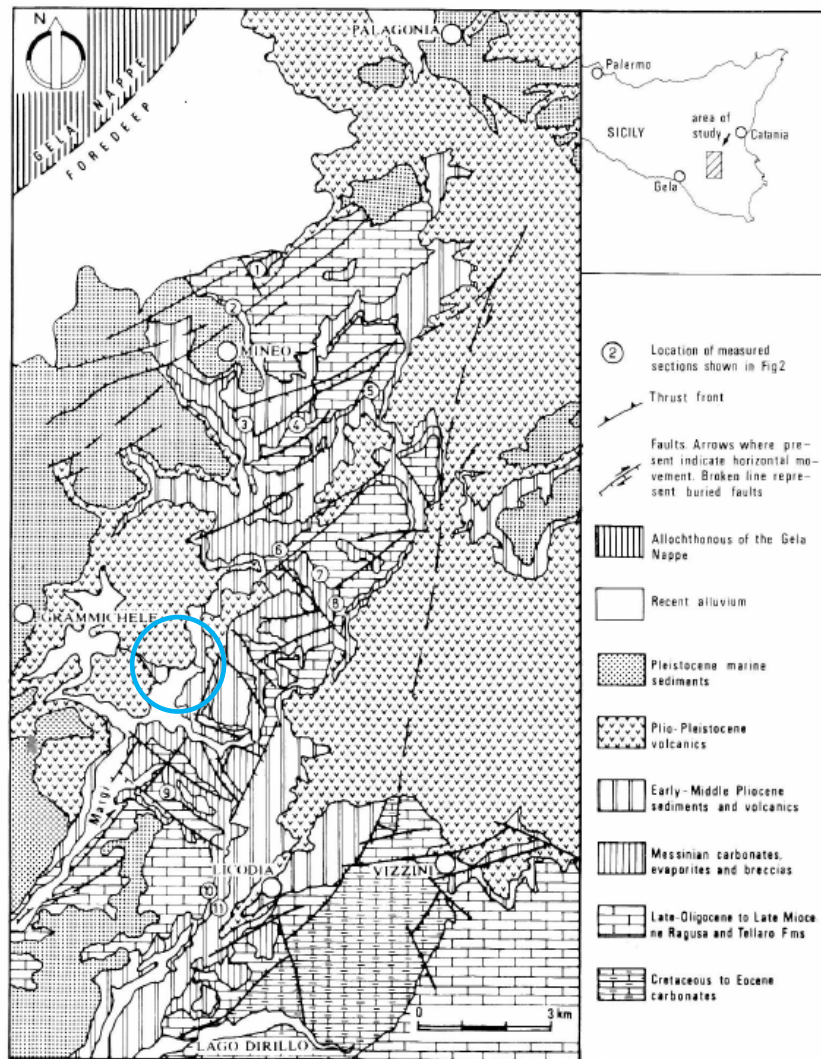 N
GELA NAPPE
FOREDEEP
PALAGONIA
1
2
MINEO
3
4
5
6
7
8
GRAMMICHELE
Margi
9
LICODIA
VIZZINI
10
11
0 3 km
LAGO DIRILLO
Palermo
area of
study
SICILY
Catania
Gela
2
Location of measured
sections shown in Fig2
Thrust front
Faults. Arrows where pre-
sent indicate horizontal mo-
vement. Broken line repre-
sent buried faults
Allochthonous of the Gela
Nappe
Recent alluvium
Pleistocene marine
sediments
Plio-Pleistocene
volcanics
Early-Middle Pliocene
sediments and volcanics
Messinian carbonates,
evaporites and breccias
Late-Oligocene to Late Mioce
ne Ragusa and Tellaro Fms
Cretaceous to Eocene
carbonates